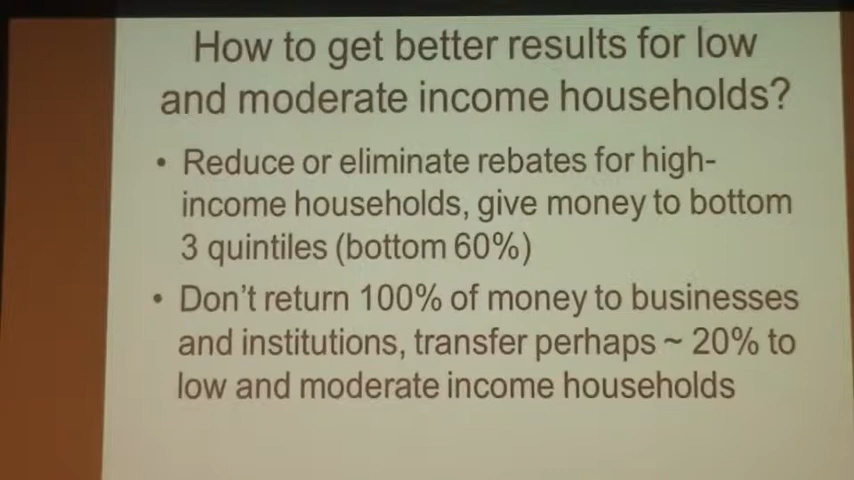 How to get better results for low
and moderate income households?
• Reduce or eliminate rebates for high-
income households, give money to bottom
3 quintiles (bottom 60%)
• Don't return 100% of money to businesses
and institutions, transfer perhaps ~ 20% to
low and moderate income households